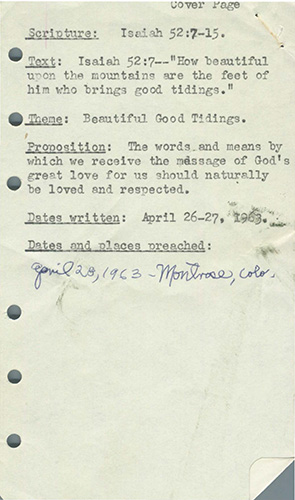 Cover Page
Scripture: Isaiah 52:7-15.
Text: Isaiah 52:7--"How beautiful
upon the mountains are the feet of
him who brings good tidings."
Theme: Beautiful Good Tidings.
Proposition: The words and means by
which we receive the message of God's
great love for us should naturally
be loved and respected.
Dates written: April 26-27, 1963.
Dates and places preached:
April 28, 1963 - Montrose, Colo.